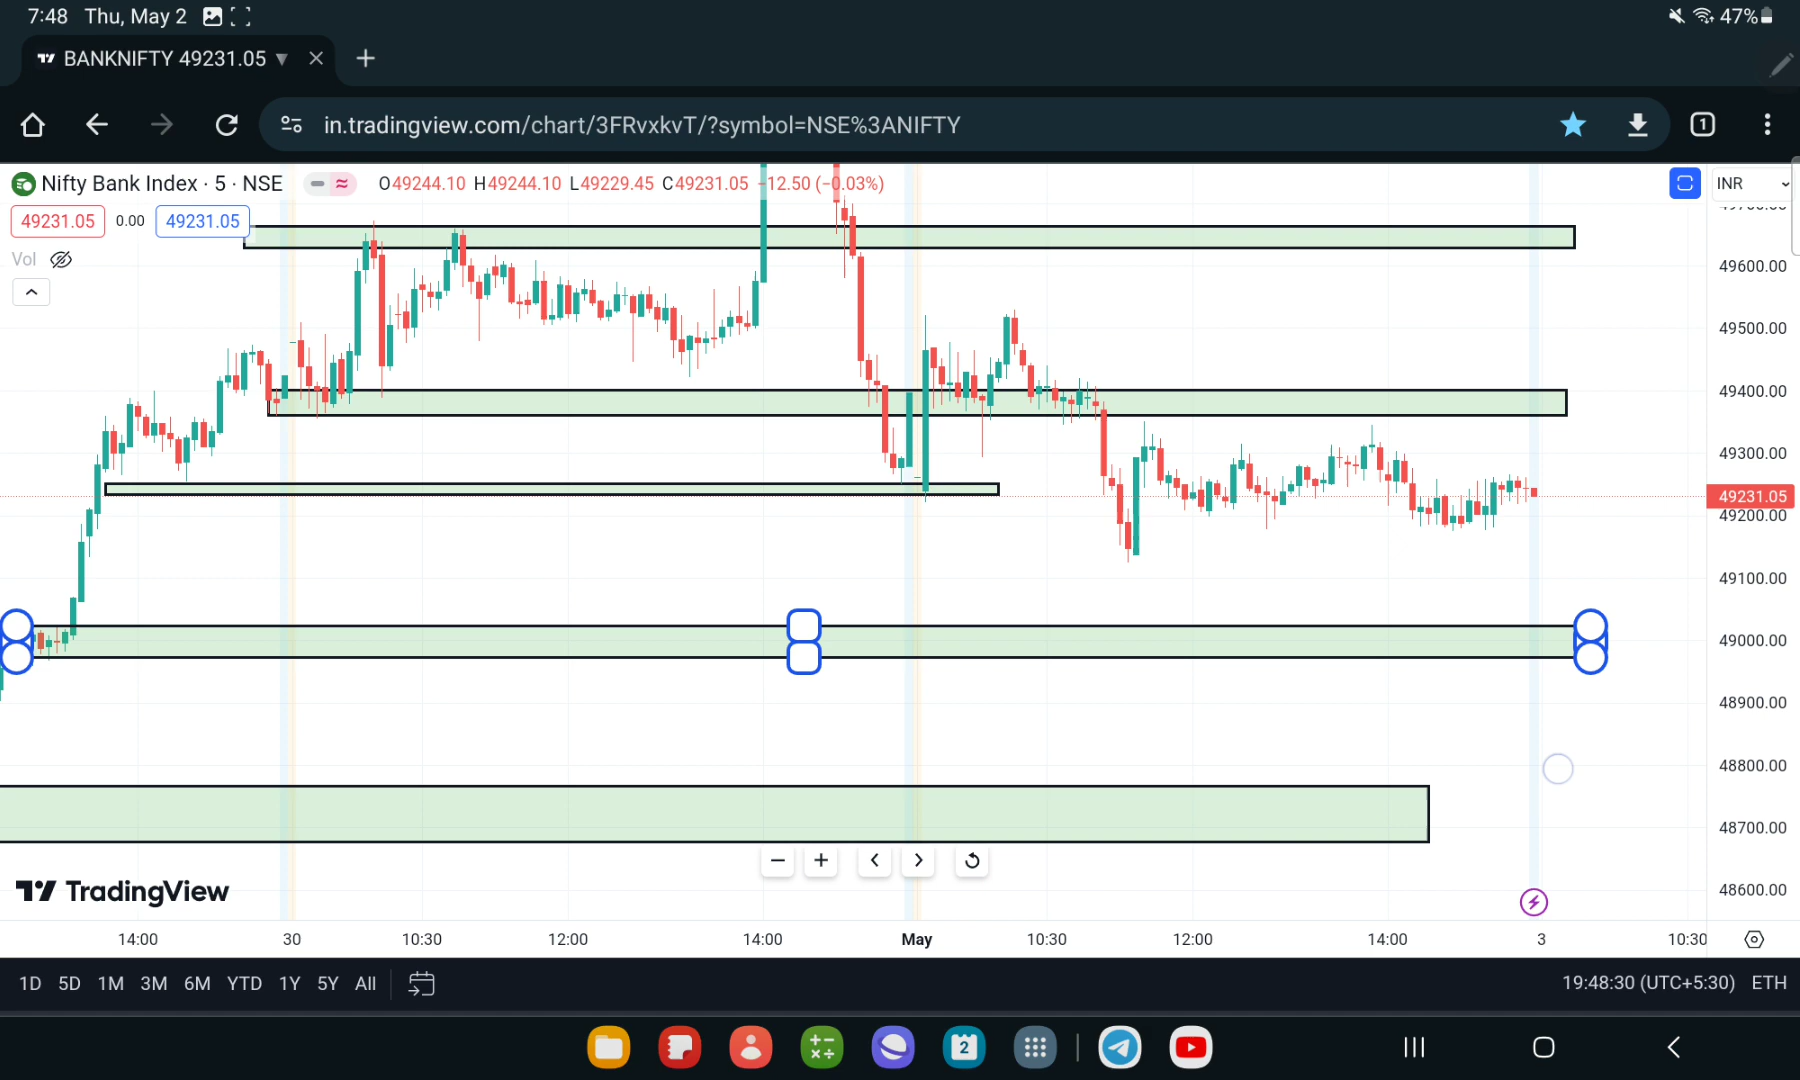 7:48 Thu, May 2
47%
BANKNIFTY 49231.05 ▼
in.tradingview.com/chart/3FRvxkvT/?symbol=NSE%3ANIFTY
1
Nifty Bank Index · 5 · NSE
O49244.10 H49244.10 L49229.45 C49231.05 −12.50 (−0.03%)
INR
49231.05 0.00 49231.05
Vol
49600.00
49500.00
49400.00
49300.00
49231.05
49200.00
49100.00
49000.00
48900.00
48800.00
48700.00
48600.00
TradingView
14:00 30 10:30 12:00 14:00 May 10:30 12:00 14:00 3 10:30
1D 5D 1M 3M 6M YTD 1Y 5Y All
19:48:30 (UTC+5:30) ETH
2